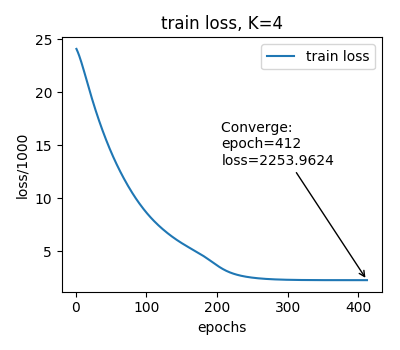 train loss, K=4
25
20
15
10
5
loss/1000
train loss
Converge:
epoch=412
loss=2253.9624
0 100 200 300 400
epochs